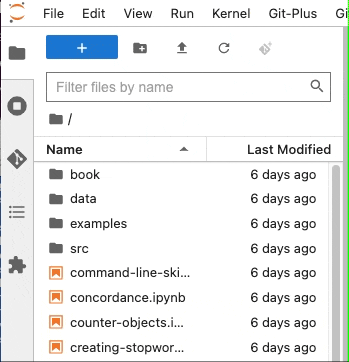 File Edit View Run Kernel Git-Plus Gi
+
Filter files by name
/
Name Last Modified
book 6 days ago
data 6 days ago
examples 6 days ago
src 6 days ago
command-line-ski... 6 days ago
concordance.ipynb 6 days ago
counter-objects.i... 6 days ago
creating-stopwor... 6 days ago